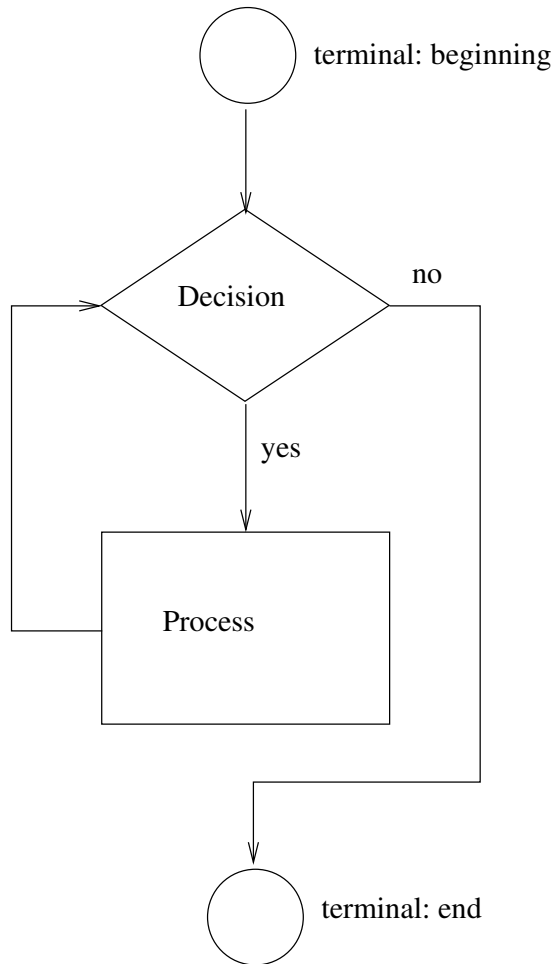 terminal: beginning
no
Decision
yes
Process
terminal: end